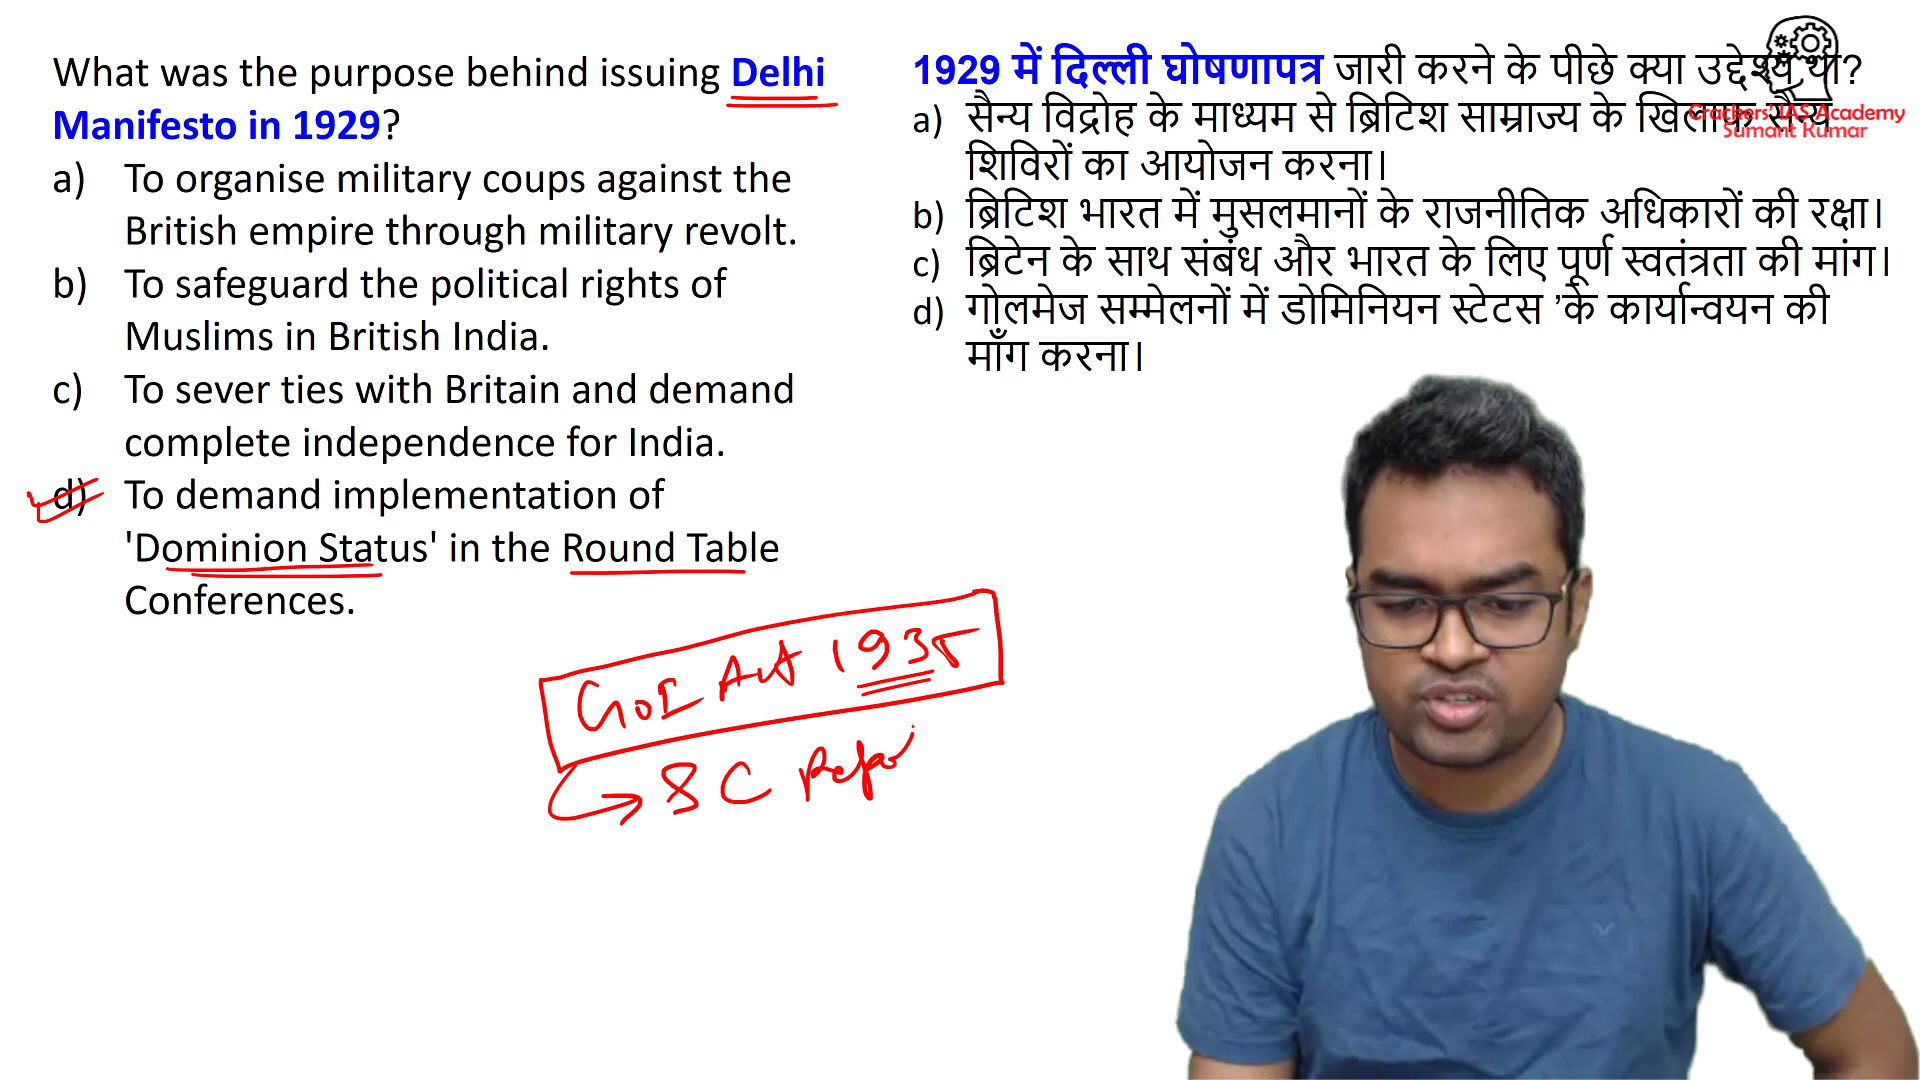 What was the purpose behind issuing Delhi
Manifesto in 1929?
a) To organise military coups against the
British empire through military revolt.
b) To safeguard the political rights of
Muslims in British India.
c) To sever ties with Britain and demand
complete independence for India.
d) To demand implementation of
'Dominion Status' in the Round Table
Conferences.
1929 में दिल्ली घोषणापत्र जारी करने के पीछे क्या उद्देश्य था?
a) सैन्य विद्रोह के माध्यम से ब्रिटिश साम्राज्य के खिलाफ सैन्य
शिविरों का आयोजन करना।
b) ब्रिटिश भारत में मुसलमानों के राजनीतिक अधिकारों की रक्षा।
c) ब्रिटेन के साथ संबंध और भारत के लिए पूर्ण स्वतंत्रता की मांग।
d) गोलमेज सम्मेलनों में डोमिनियन स्टेटस 'के कार्यान्वयन की
माँग करना।
Crackers' IAS Academy
Sumant Kumar
GoI Act 1935
SC